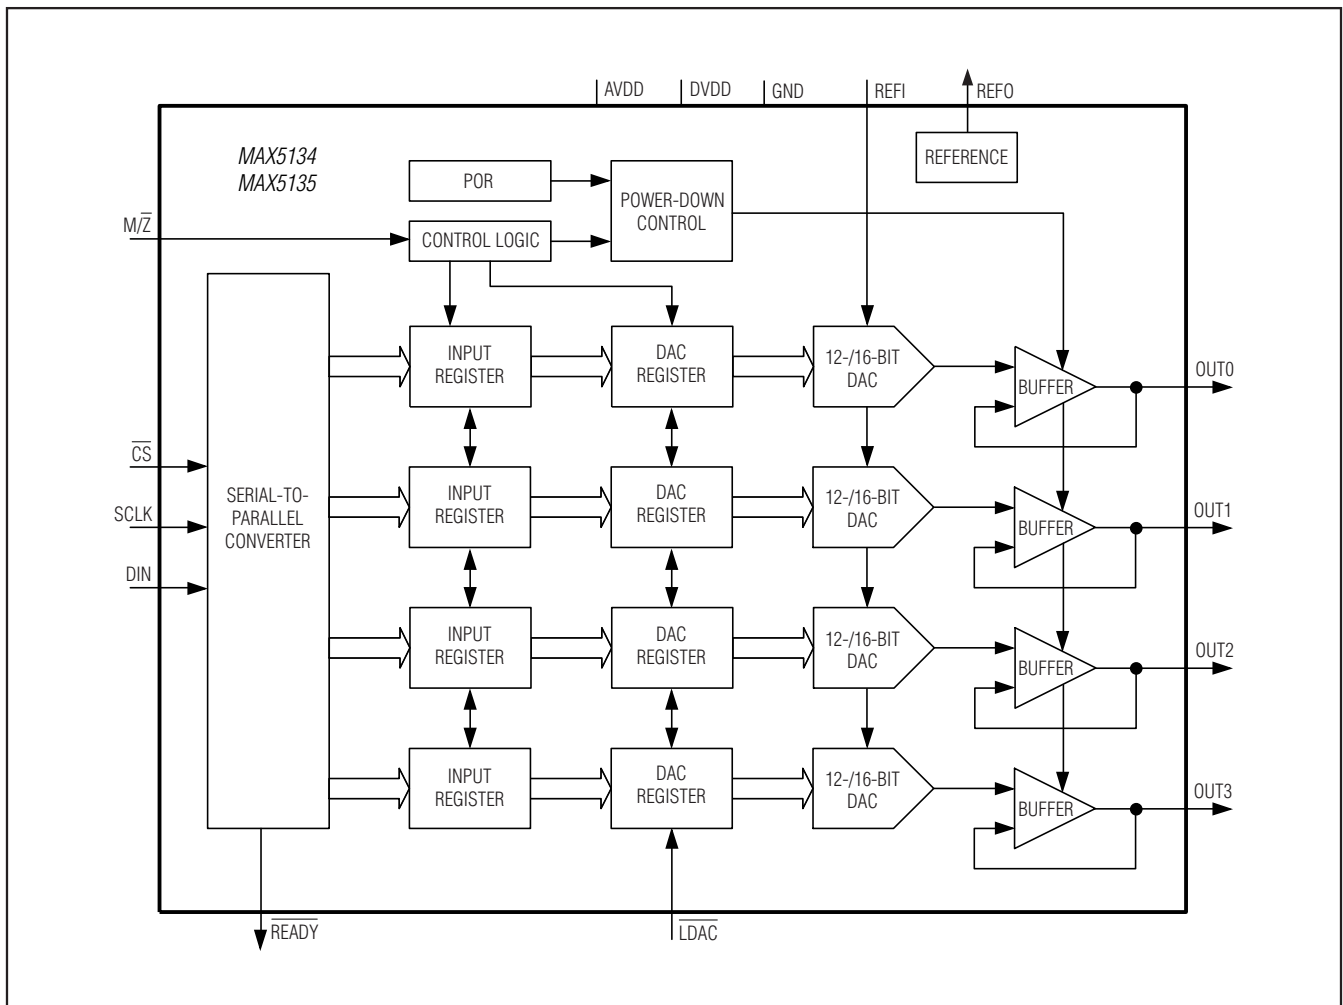 AVDD
DVDD
GND
REFI
REFO
MAX5134
MAX5135
REFERENCE
POR
POWER-DOWN
CONTROL
M/Z̅
CONTROL LOGIC
INPUT
REGISTER
DAC
REGISTER
12-/16-BIT
DAC
BUFFER
OUT0
C̅S̅
SCLK
DIN
SERIAL-TO-
PARALLEL
CONVERTER
INPUT
REGISTER
DAC
REGISTER
12-/16-BIT
DAC
BUFFER
OUT1
INPUT
REGISTER
DAC
REGISTER
12-/16-BIT
DAC
BUFFER
OUT2
INPUT
REGISTER
DAC
REGISTER
12-/16-BIT
DAC
BUFFER
OUT3
R̅E̅A̅D̅Y̅
L̅D̅A̅C̅